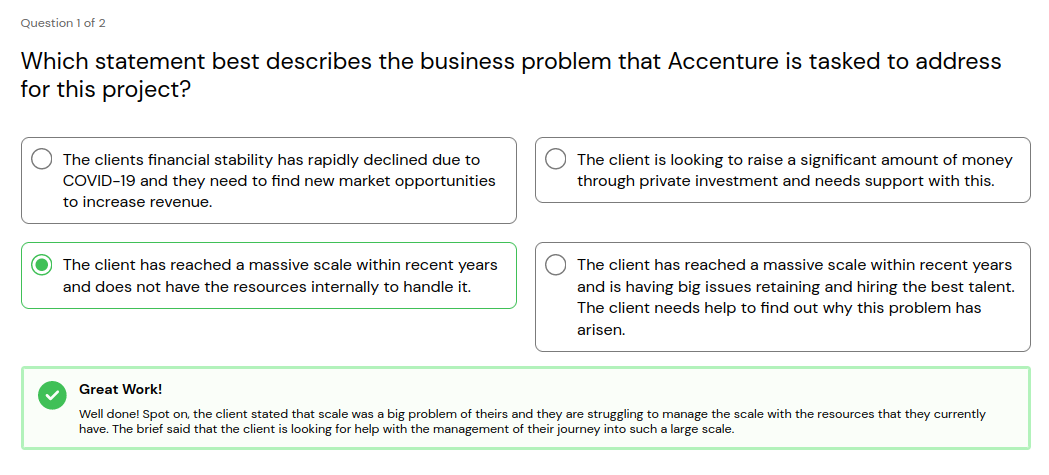 Question 1 of 2
Which statement best describes the business problem that Accenture is tasked to address
for this project?
The clients financial stability has rapidly declined due to
COVID-19 and they need to find new market opportunities
to increase revenue.
The client is looking to raise a significant amount of money
through private investment and needs support with this.
The client has reached a massive scale within recent years
and does not have the resources internally to handle it.
The client has reached a massive scale within recent years
and is having big issues retaining and hiring the best talent.
The client needs help to find out why this problem has
arisen.
Great Work!
Well done! Spot on, the client stated that scale was a big problem of theirs and they are struggling to manage the scale with the resources that they currently
have. The brief said that the client is looking for help with the management of their journey into such a large scale.